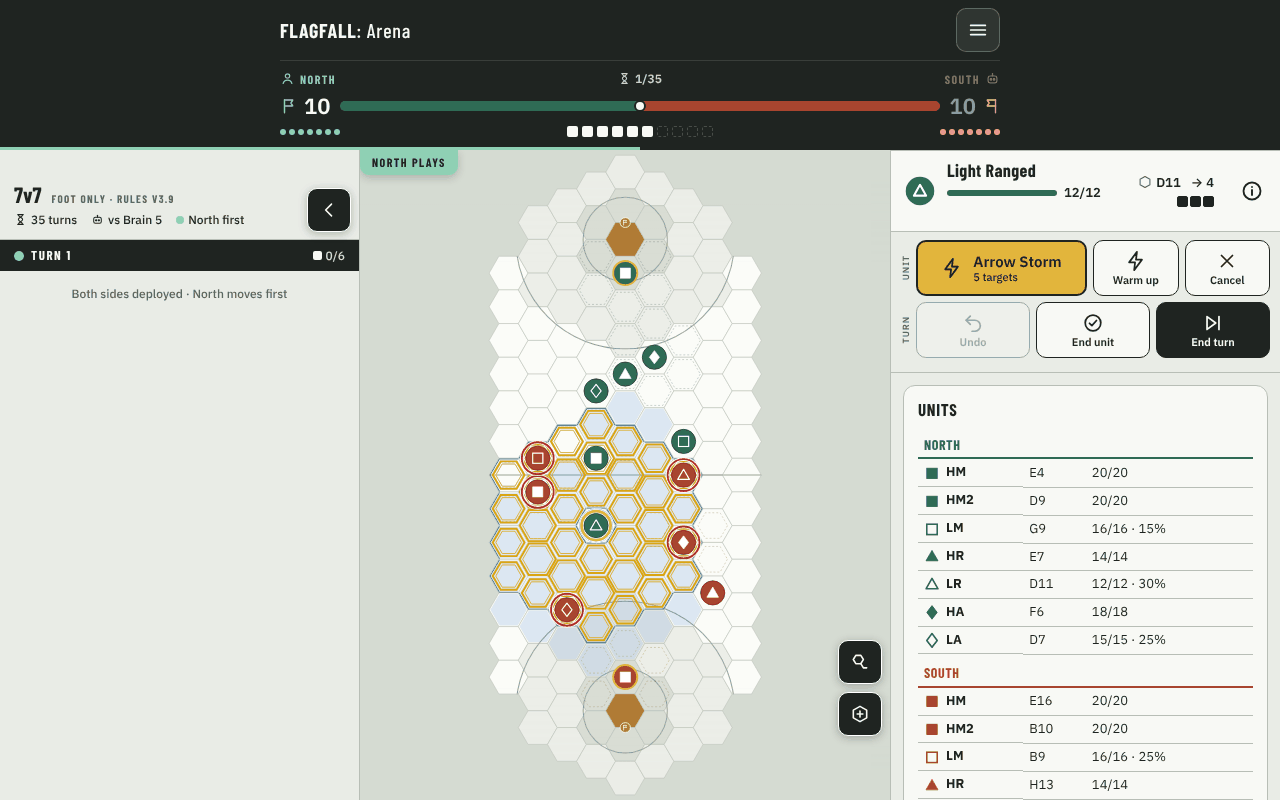 FLAGFALL: Arena
NORTH
1/35
SOUTH
10
10
NORTH PLAYS
7v7 FOOT ONLY · RULES V3.9
35 turns vs Brain 5 North first
TURN 1 0/6
Both sides deployed · North moves first
F
F
Light Ranged
12/12
D11 → 4
UNIT
Arrow Storm
5 targets
Warm up
Cancel
TURN
Undo
End unit
End turn
UNITS
NORTH
HM E4 20/20
HM2 D9 20/20
LM G9 16/16 · 15%
HR E7 14/14
LR D11 12/12 · 30%
HA F6 18/18
LA D7 15/15 · 25%
SOUTH
HM E16 20/20
HM2 B10 20/20
LM B9 16/16 · 25%
HR H13 14/14